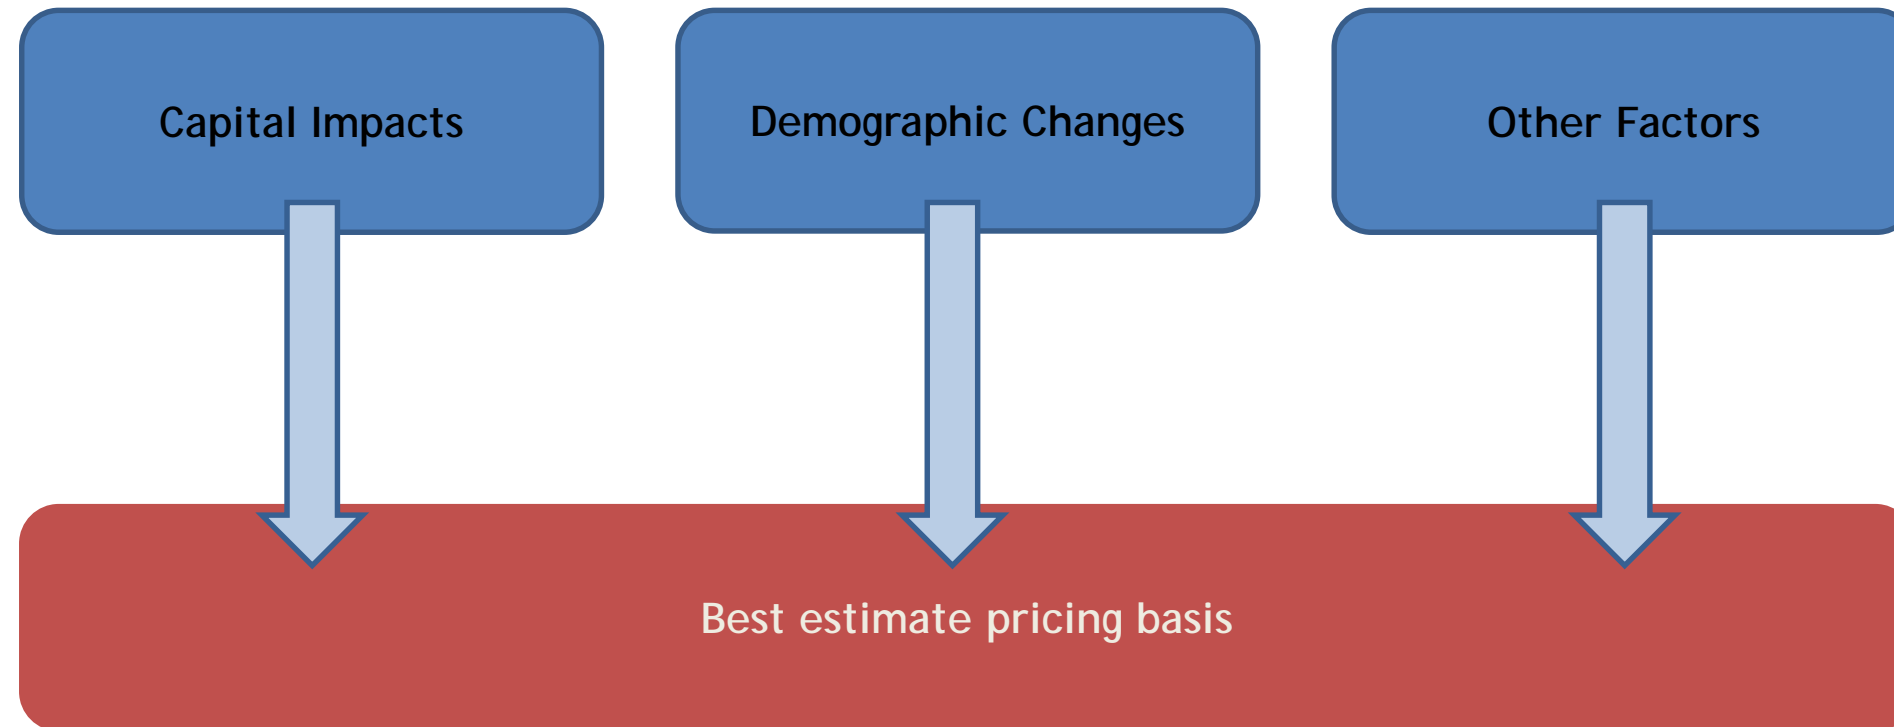 Capital Impacts
Demographic Changes
Other Factors
Best estimate pricing basis